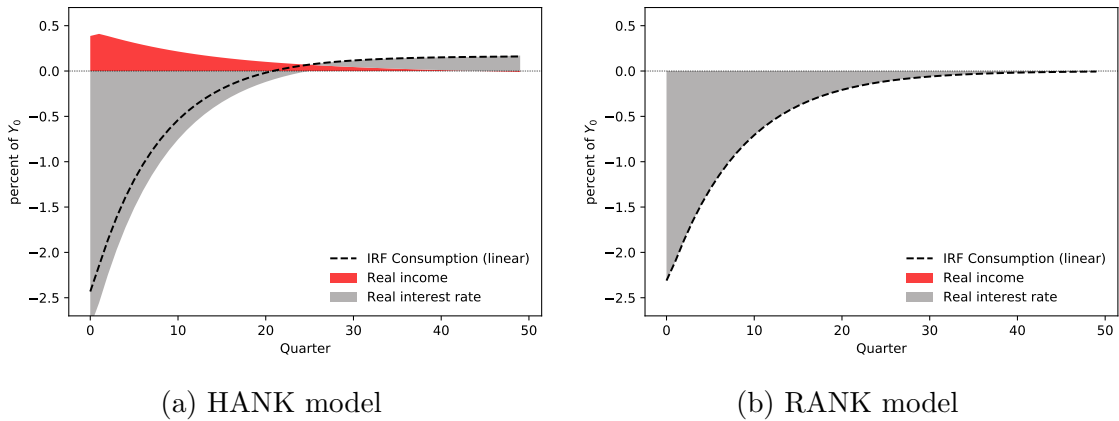 0.5
0.0
−0.5
−1.0
−1.5
−2.0
−2.5
percent of Y0
0 10 20 30 40 50
Quarter
IRF Consumption (linear)
Real income
Real interest rate
(a) HANK model
0.5
0.0
−0.5
−1.0
−1.5
−2.0
−2.5
percent of Y0
0 10 20 30 40 50
Quarter
IRF Consumption (linear)
Real income
Real interest rate
(b) RANK model